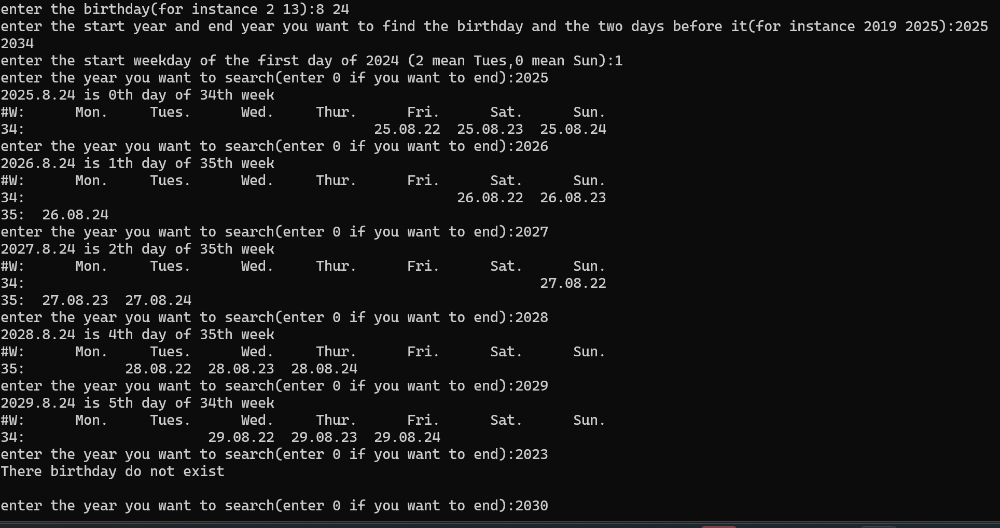 enter the birthday(for instance 2 13):8 24
enter the start year and end year you want to find the birthday and the two days before it(for instance 2019 2025):2025
2034
enter the start weekday of the first day of 2024 (2 mean Tues,0 mean Sun):1
enter the year you want to search(enter 0 if you want to end):2025
2025.8.24 is 0th day of 34th week
#W:      Mon.     Tues.      Wed.     Thur.      Fri.      Sat.      Sun.
34:                                          25.08.22  25.08.23  25.08.24
enter the year you want to search(enter 0 if you want to end):2026
2026.8.24 is 1th day of 35th week
#W:      Mon.     Tues.      Wed.     Thur.      Fri.      Sat.      Sun.
34:                                                    26.08.22  26.08.23
35:  26.08.24
enter the year you want to search(enter 0 if you want to end):2027
2027.8.24 is 2th day of 35th week
#W:      Mon.     Tues.      Wed.     Thur.      Fri.      Sat.      Sun.
34:                                                              27.08.22
35:  27.08.23  27.08.24
enter the year you want to search(enter 0 if you want to end):2028
2028.8.24 is 4th day of 35th week
#W:      Mon.     Tues.      Wed.     Thur.      Fri.      Sat.      Sun.
35:            28.08.22  28.08.23  28.08.24
enter the year you want to search(enter 0 if you want to end):2029
2029.8.24 is 5th day of 34th week
#W:      Mon.     Tues.      Wed.     Thur.      Fri.      Sat.      Sun.
34:                      29.08.22  29.08.23  29.08.24
enter the year you want to search(enter 0 if you want to end):2023
There birthday do not exist

enter the year you want to search(enter 0 if you want to end):2030